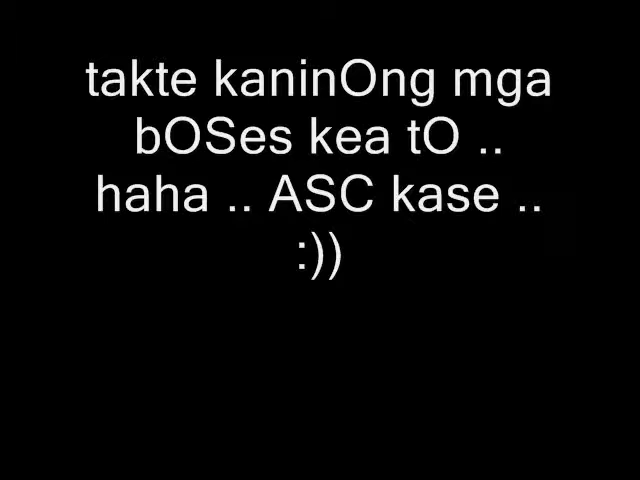 takte kaninOng mga
bOSes kea tO ..
haha .. ASC kase ..
:))